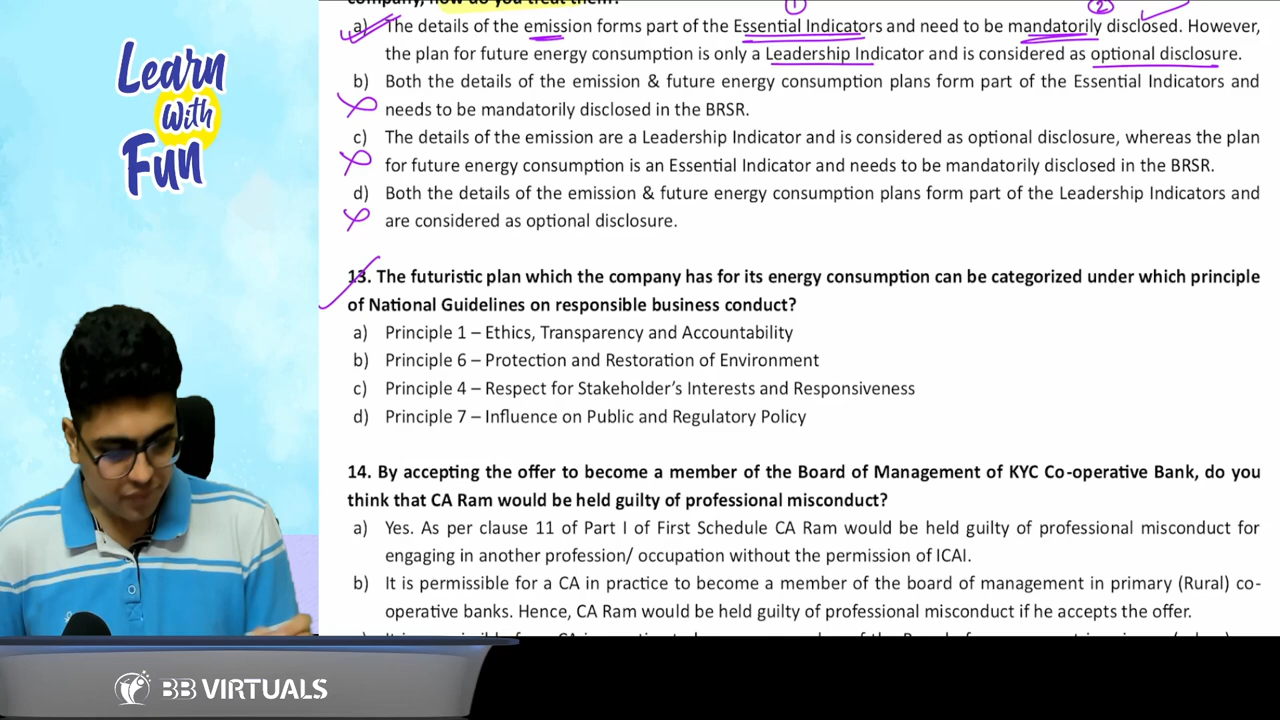 Learn
With
Fun
company, how do you treat them?
1
2
a) The details of the emission forms part of the Essential Indicators and need to be mandatorily disclosed. However,
the plan for future energy consumption is only a Leadership Indicator and is considered as optional disclosure.
b) Both the details of the emission & future energy consumption plans form part of the Essential Indicators and
needs to be mandatorily disclosed in the BRSR.
c) The details of the emission are a Leadership Indicator and is considered as optional disclosure, whereas the plan
for future energy consumption is an Essential Indicator and needs to be mandatorily disclosed in the BRSR.
d) Both the details of the emission & future energy consumption plans form part of the Leadership Indicators and
are considered as optional disclosure.
13. The futuristic plan which the company has for its energy consumption can be categorized under which principle
of National Guidelines on responsible business conduct?
a) Principle 1 – Ethics, Transparency and Accountability
b) Principle 6 – Protection and Restoration of Environment
c) Principle 4 – Respect for Stakeholder’s Interests and Responsiveness
d) Principle 7 – Influence on Public and Regulatory Policy
14. By accepting the offer to become a member of the Board of Management of KYC Co-operative Bank, do you
think that CA Ram would be held guilty of professional misconduct?
a) Yes. As per clause 11 of Part I of First Schedule CA Ram would be held guilty of professional misconduct for
engaging in another profession/ occupation without the permission of ICAI.
b) It is permissible for a CA in practice to become a member of the board of management in primary (Rural) co-
operative banks. Hence, CA Ram would be held guilty of professional misconduct if he accepts the offer.
BB VIRTUALS